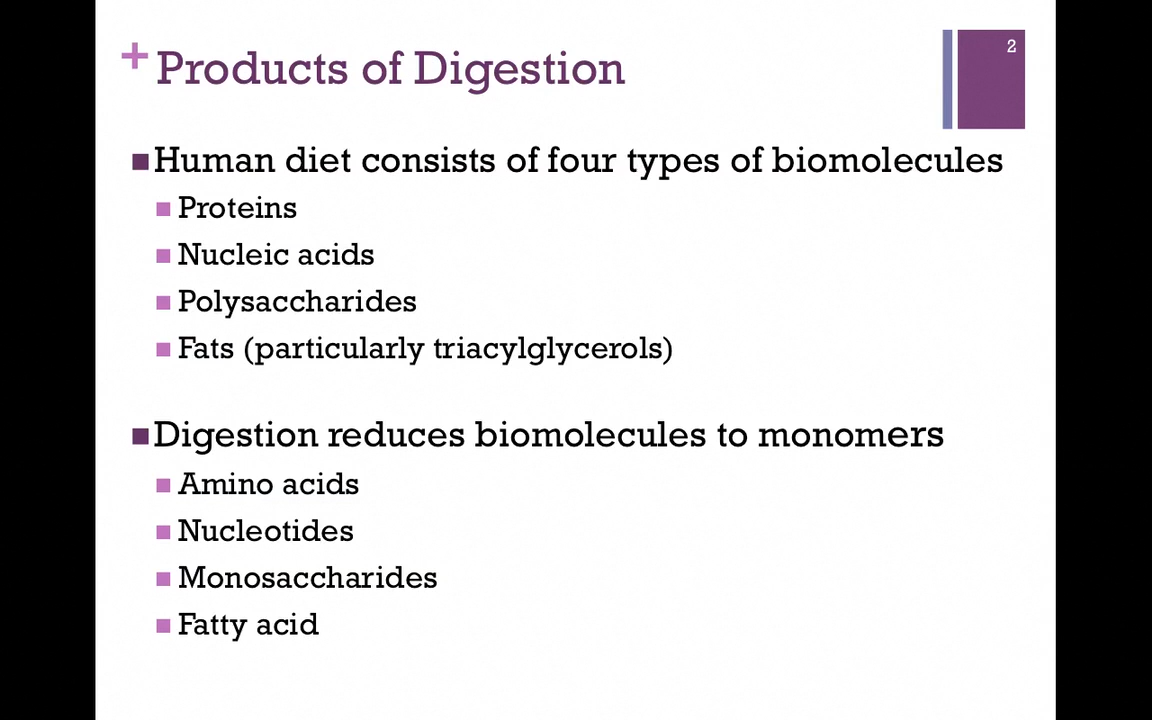 + Products of Digestion
2
Human diet consists of four types of biomolecules
Proteins
Nucleic acids
Polysaccharides
Fats (particularly triacylglycerols)
Digestion reduces biomolecules to monomers
Amino acids
Nucleotides
Monosaccharides
Fatty acid